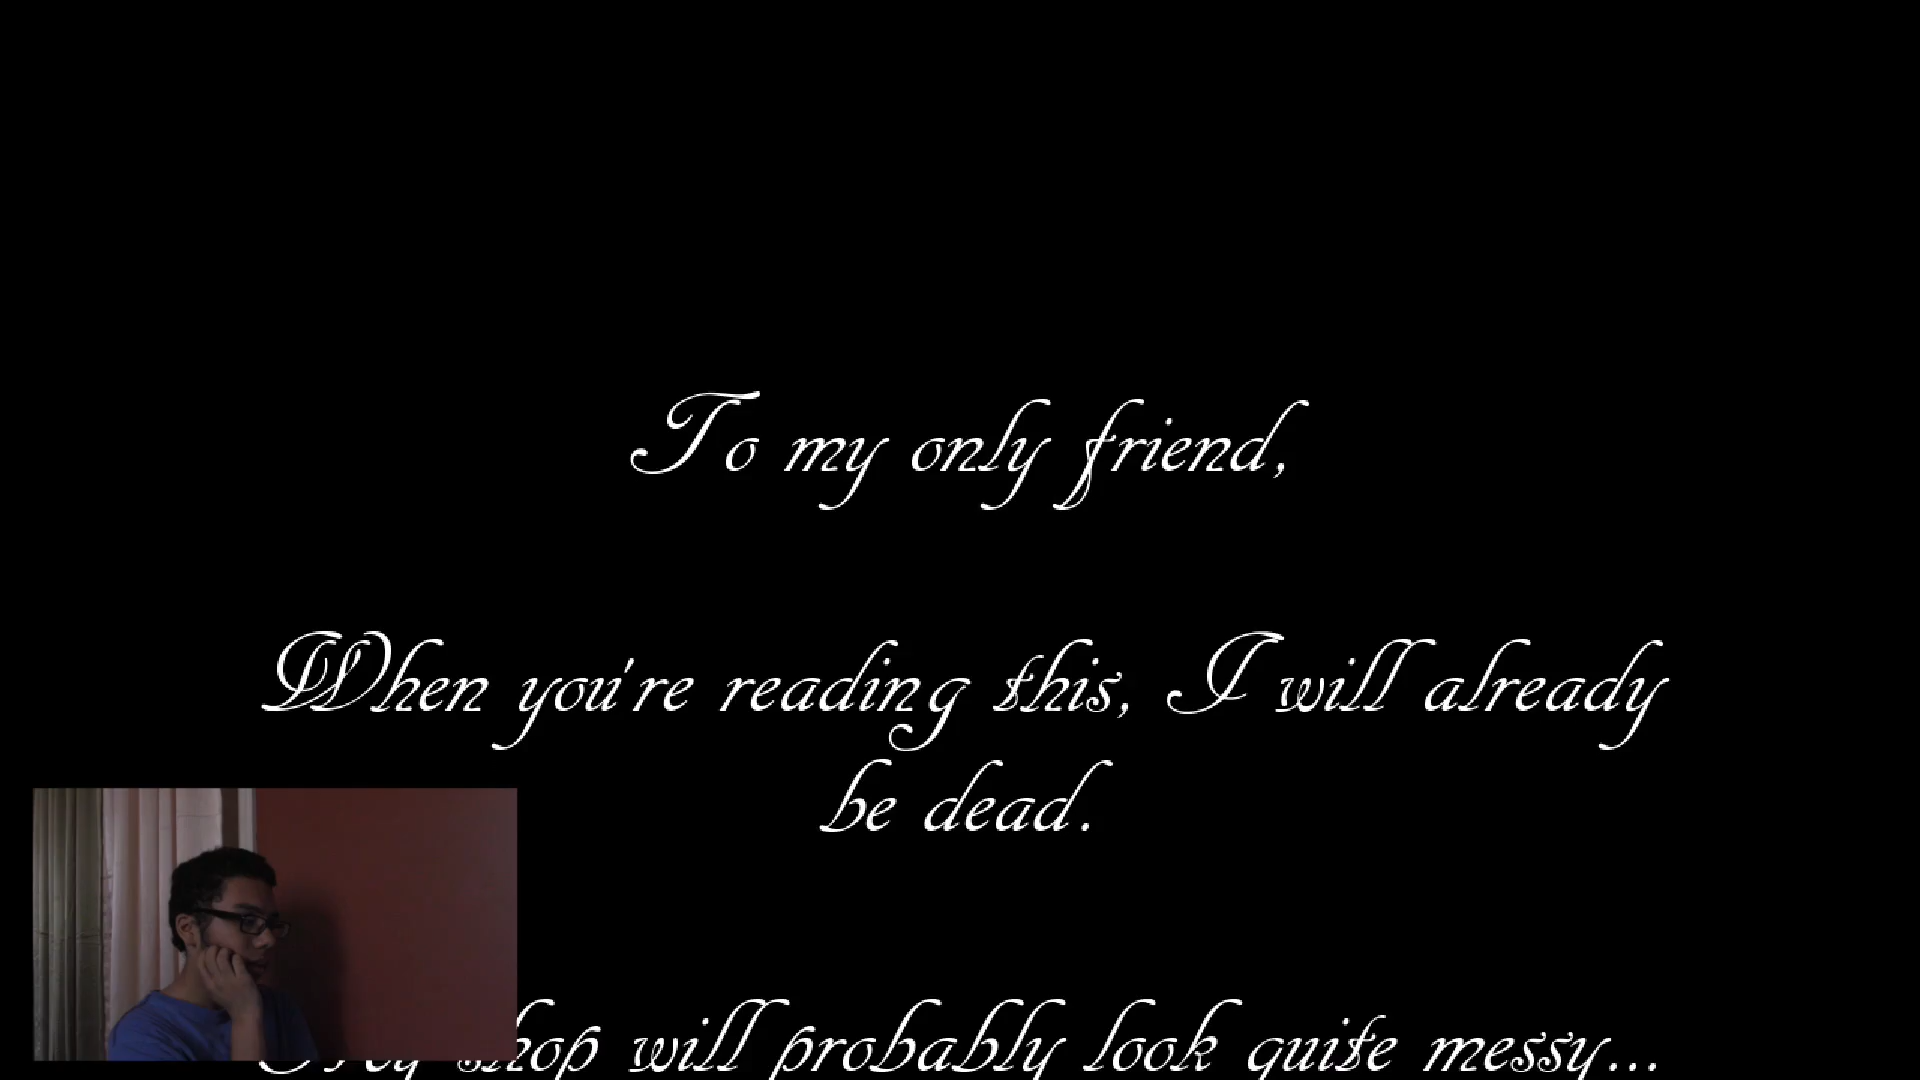 To my only friend,
When you're reading this, I will already
be dead.
My shop will probably look quite messy...